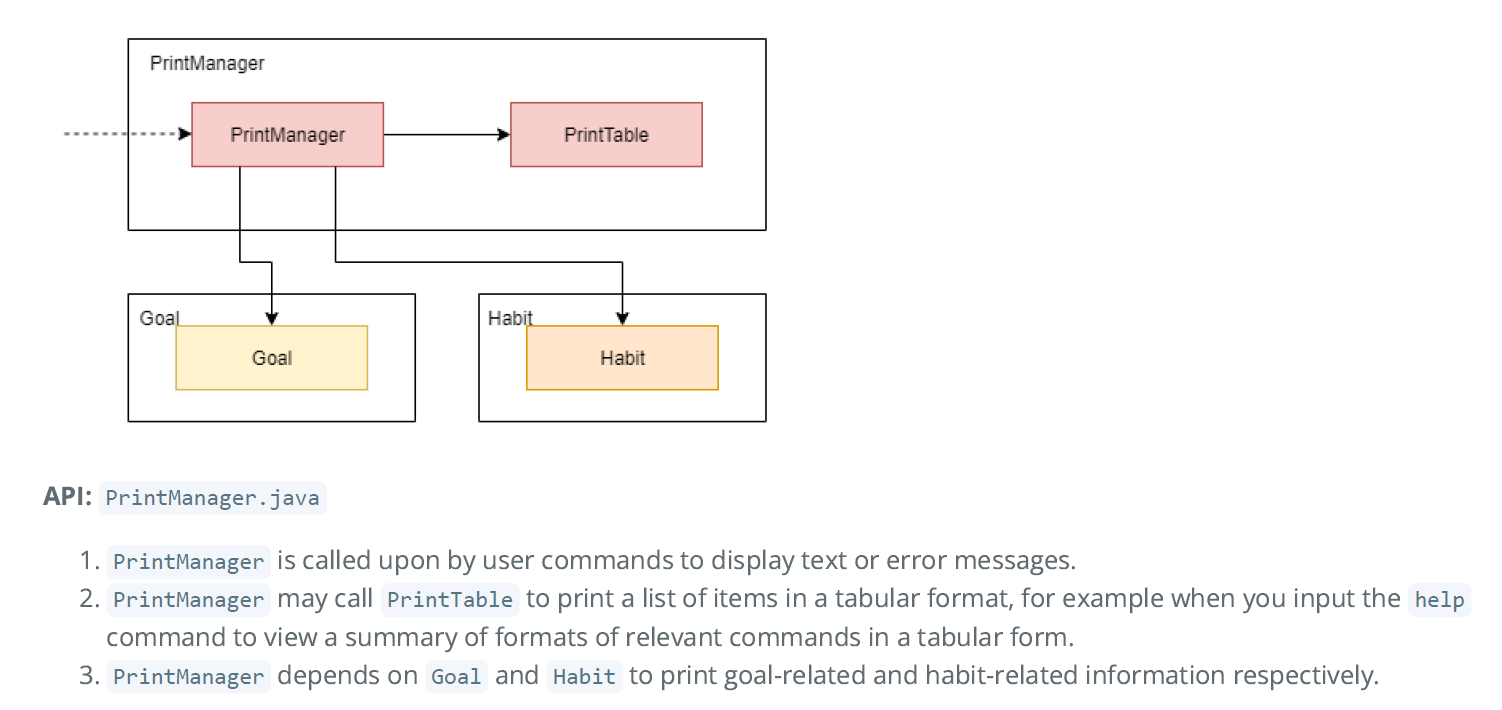 PrintManager
PrintManager
PrintTable
Goal
Goal
Habit
Habit
API: PrintManager.java
1. PrintManager is called upon by user commands to display text or error messages.
2. PrintManager may call PrintTable to print a list of items in a tabular format, for example when you input the help
command to view a summary of formats of relevant commands in a tabular form.
3. PrintManager depends on Goal and Habit to print goal-related and habit-related information respectively.